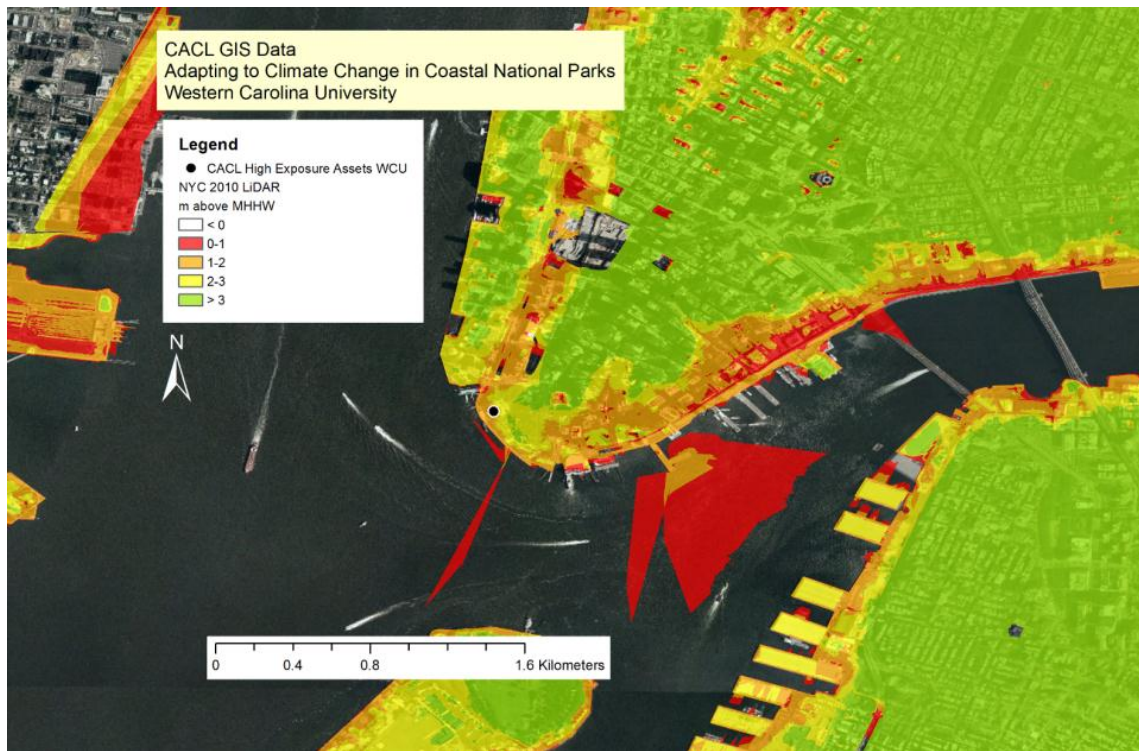 CACL GIS Data
Adapting to Climate Change in Coastal National Parks
Western Carolina University
Legend
CACL High Exposure Assets WCU
NYC 2010 LiDAR
m above MHHW
< 0
0-1
1-2
2-3
> 3
N
0 0.4 0.8 1.6 Kilometers